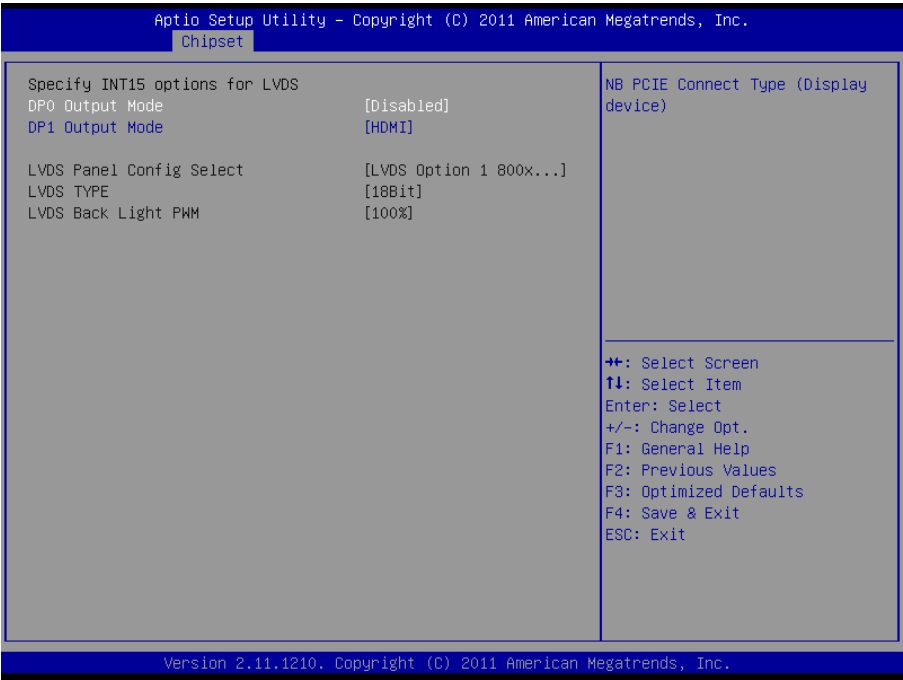 Aptio Setup Utility – Copyright (C) 2011 American Megatrends, Inc.
Chipset
Specify INT15 options for LVDS
DP0 Output Mode [Disabled]
DP1 Output Mode [HDMI]
LVDS Panel Config Select [LVDS Option 1 800x...]
LVDS TYPE [18Bit]
LVDS Back Light PWM [100%]
NB PCIE Connect Type (Display
device)
→←: Select Screen
↑↓: Select Item
Enter: Select
+/-: Change Opt.
F1: General Help
F2: Previous Values
F3: Optimized Defaults
F4: Save & Exit
ESC: Exit
Version 2.11.1210. Copyright (C) 2011 American Megatrends, Inc.